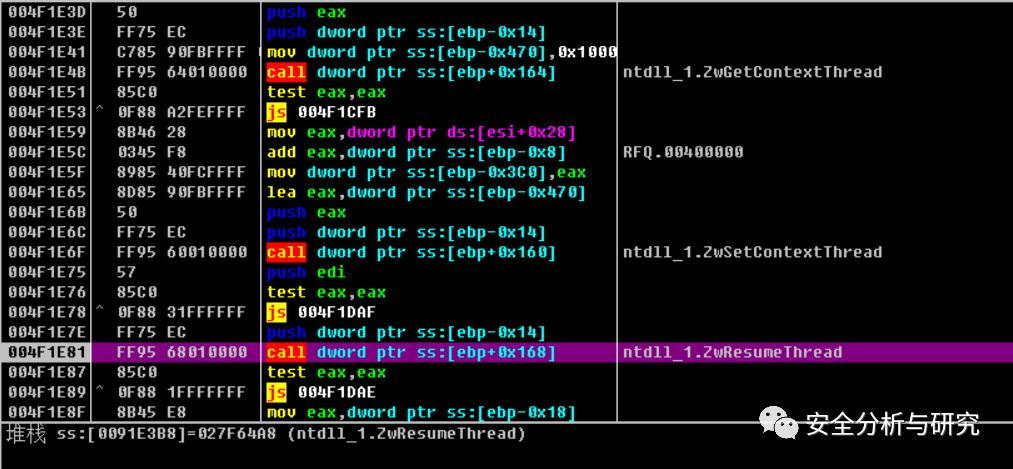 004F1E3D 50 push eax
004F1E3E FF75 EC push dword ptr ss:[ebp-0x14]
004F1E41 C785 90FBFFFF mov dword ptr ss:[ebp-0x470],0x1000
004F1E4B FF95 64010000 call dword ptr ss:[ebp+0x164] ntdll_1.ZwGetContextThread
004F1E51 85C0 test eax,eax
004F1E53 ^ 0F88 A2FEFFFF js 004F1CFB
004F1E59 8B46 28 mov eax,dword ptr ds:[esi+0x28]
004F1E5C 0345 F8 add eax,dword ptr ss:[ebp-0x8] RFQ.00400000
004F1E5F 8985 40FCFFFF mov dword ptr ss:[ebp-0x3C0],eax
004F1E65 8D85 90FBFFFF lea eax,dword ptr ss:[ebp-0x470]
004F1E6B 50 push eax
004F1E6C FF75 EC push dword ptr ss:[ebp-0x14]
004F1E6F FF95 60010000 call dword ptr ss:[ebp+0x160] ntdll_1.ZwSetContextThread
004F1E75 57 push edi
004F1E76 85C0 test eax,eax
004F1E78 ^ 0F88 31FFFFFF js 004F1DAF
004F1E7E FF75 EC push dword ptr ss:[ebp-0x14]
004F1E81 FF95 68010000 call dword ptr ss:[ebp+0x168] ntdll_1.ZwResumeThread
004F1E87 85C0 test eax,eax
004F1E89 ^ 0F88 1FFFFFFF js 004F1DAE
004F1E8F 8B45 E8 mov eax,dword ptr ss:[ebp-0x18]
堆栈 ss:[0091E3B8]=027F64A8 (ntdll_1.ZwResumeThread)
安全分析与研究